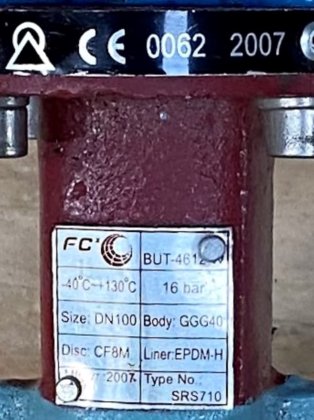 CE 0062 2007
FC
BUT-4612
-40°C~+130°C
16 bar
Size: DN100
Body: GGG40
Disc: CF8M
Liner:EPDM-H
2007
Type No.
SRS710